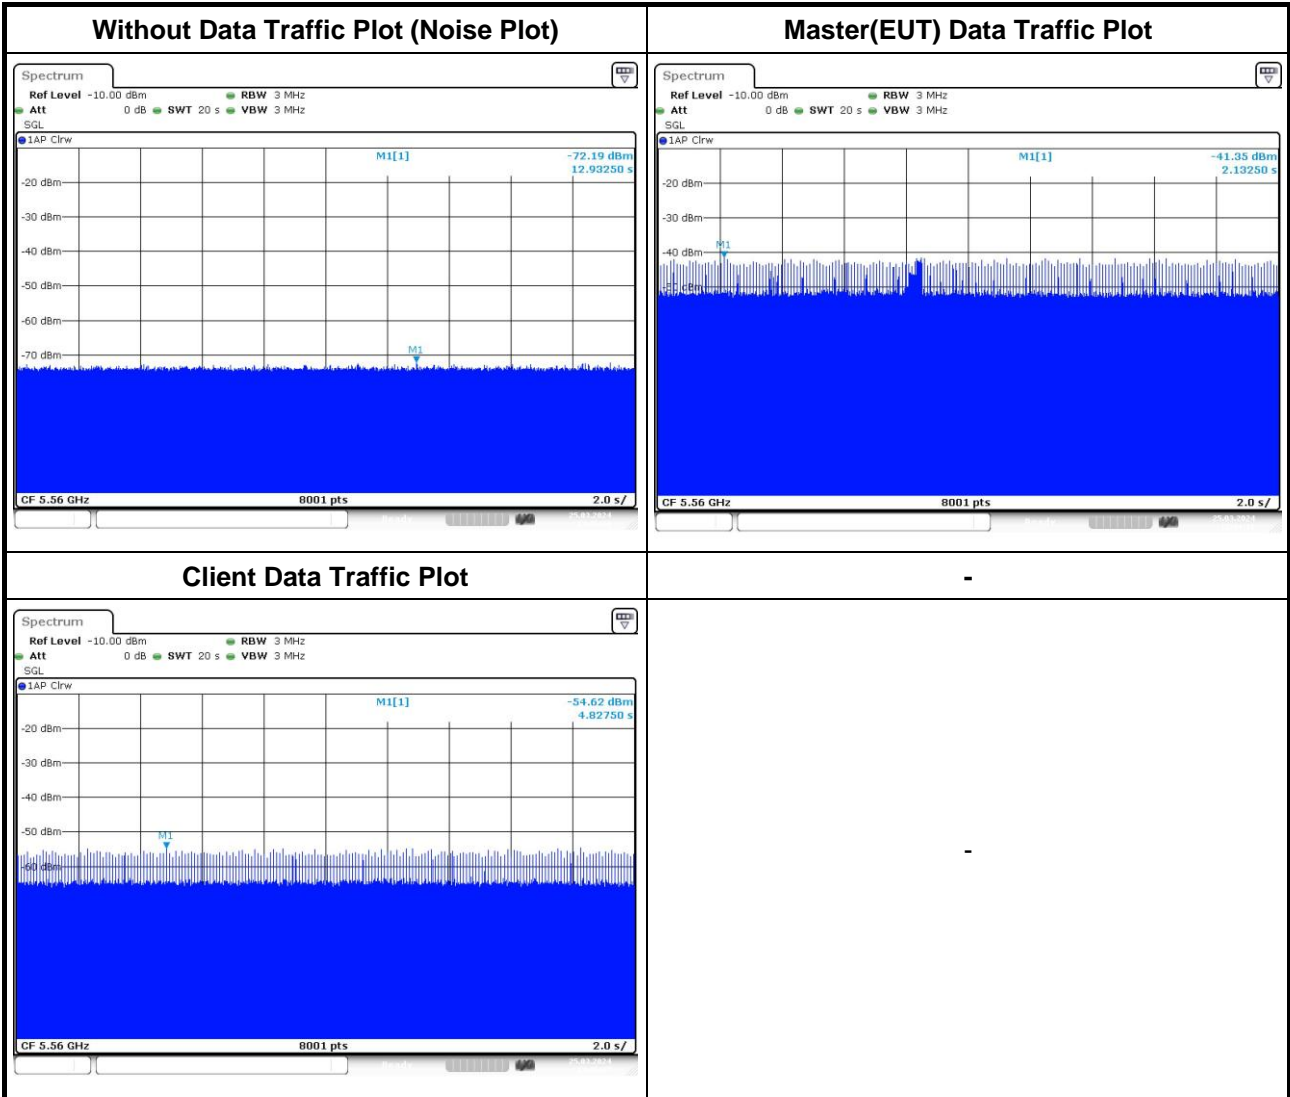 Without Data Traffic Plot (Noise Plot)
Spectrum
Ref Level -10.00 dBm RBW 3 MHz
Att 0 dB SWT 20 s VBW 3 MHz
SGL
1AP Clrw
M1[1] -72.19 dBm
12.93250 s
-20 dBm
-30 dBm
-40 dBm
-50 dBm
-60 dBm
-70 dBm
M1
CF 5.56 GHz 8001 pts 2.0 s/
Master(EUT) Data Traffic Plot
Spectrum
Ref Level -10.00 dBm RBW 3 MHz
Att 0 dB SWT 20 s VBW 3 MHz
SGL
1AP Clrw
M1[1] -41.35 dBm
2.13250 s
-20 dBm
-30 dBm
-40 dBm
M1
CF 5.56 GHz 8001 pts 2.0 s/
Client Data Traffic Plot
Spectrum
Ref Level -10.00 dBm RBW 3 MHz
Att 0 dB SWT 20 s VBW 3 MHz
SGL
1AP Clrw
M1[1] -54.62 dBm
4.82750 s
-20 dBm
-30 dBm
-40 dBm
-50 dBm
M1
-60 dBm
CF 5.56 GHz 8001 pts 2.0 s/
-
-